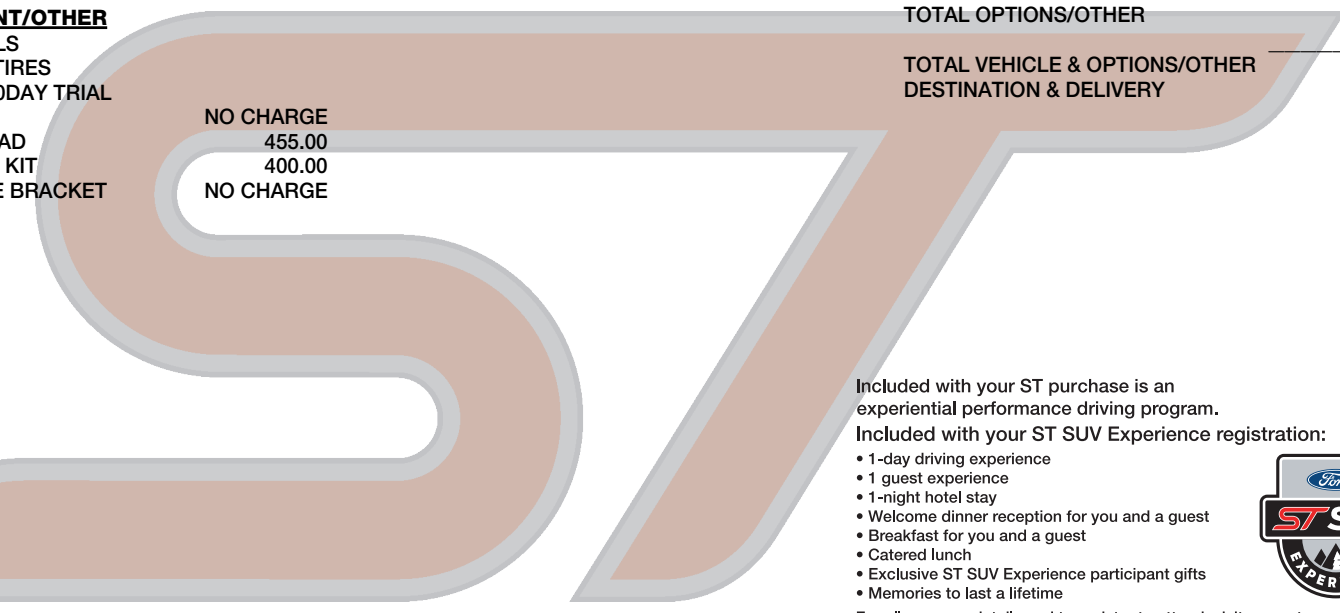 NT/OTHER
LS
TIRES
0DAY TRIAL
NO CHARGE
AD 455.00
KIT 400.00
E BRACKET NO CHARGE
TOTAL OPTIONS/OTHER
TOTAL VEHICLE & OPTIONS/OTHER
DESTINATION & DELIVERY
ST
Included with your ST purchase is an
experiential performance driving program.
Included with your ST SUV Experience registration:
• 1-day driving experience
• 1 guest experience
• 1-night hotel stay
• Welcome dinner reception for you and a guest
• Breakfast for you and a guest
• Catered lunch
• Exclusive ST SUV Experience participant gifts
• Memories to last a lifetime
ST S
EXPER